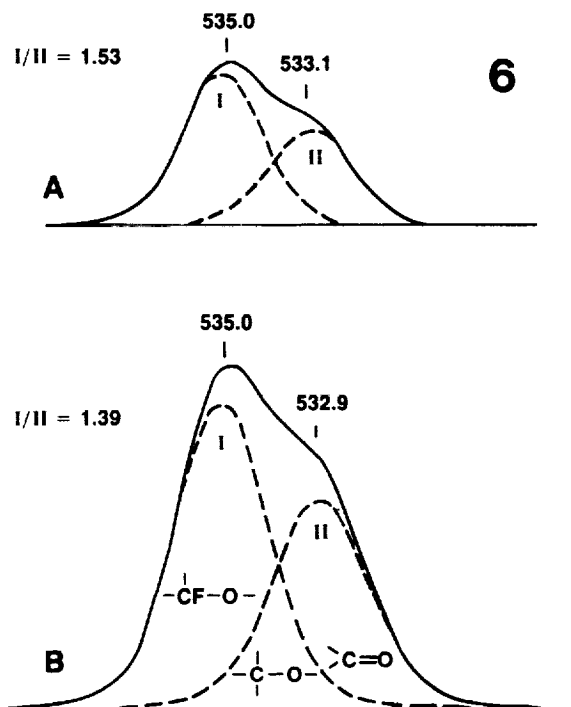 535.0
I/II = 1.53
533.1
6
I
II
A
535.0
532.9
I/II = 1.39
I
II
-CF-O-
-C-O-
C=O
B